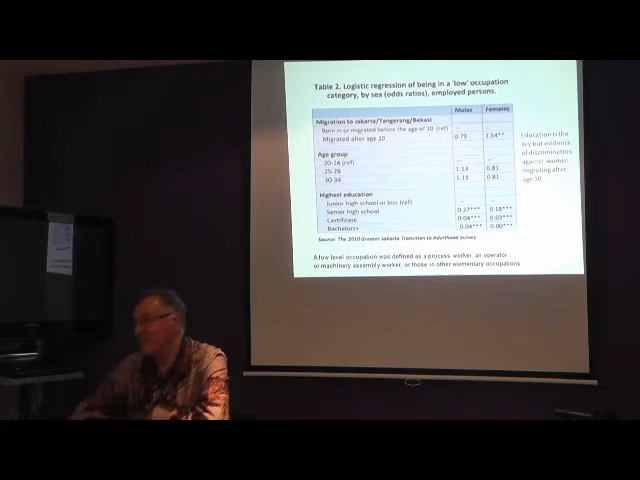 Table 2. Logistic regression of being in a 'low' occupation
category, by sex (odds ratios), employed persons.
Males Females
Migration to Jakarta/Tangerang/Bekasi
Born in or migrated before the age of 10 (ref) -- --
Migrated after age 10 0.79 1.54**
Age group
20-24 (ref) -- --
25-29 1.13 0.81
30-34 1.11 0.81
Highest education
Junior high school or less (ref) -- --
Senior high school 0.27*** 0.18***
Certificate 0.04*** 0.03***
Bachelors+ 0.04*** 0.00***
Source: The 2010 Greater Jakarta Transition to Adulthood Survey
A low level occupation was defined as a process worker, an operator
or machinery assembly worker, or those in other elementary occupations
Education is the
key but evidence
of discrimination
against women
migrating after
age 10